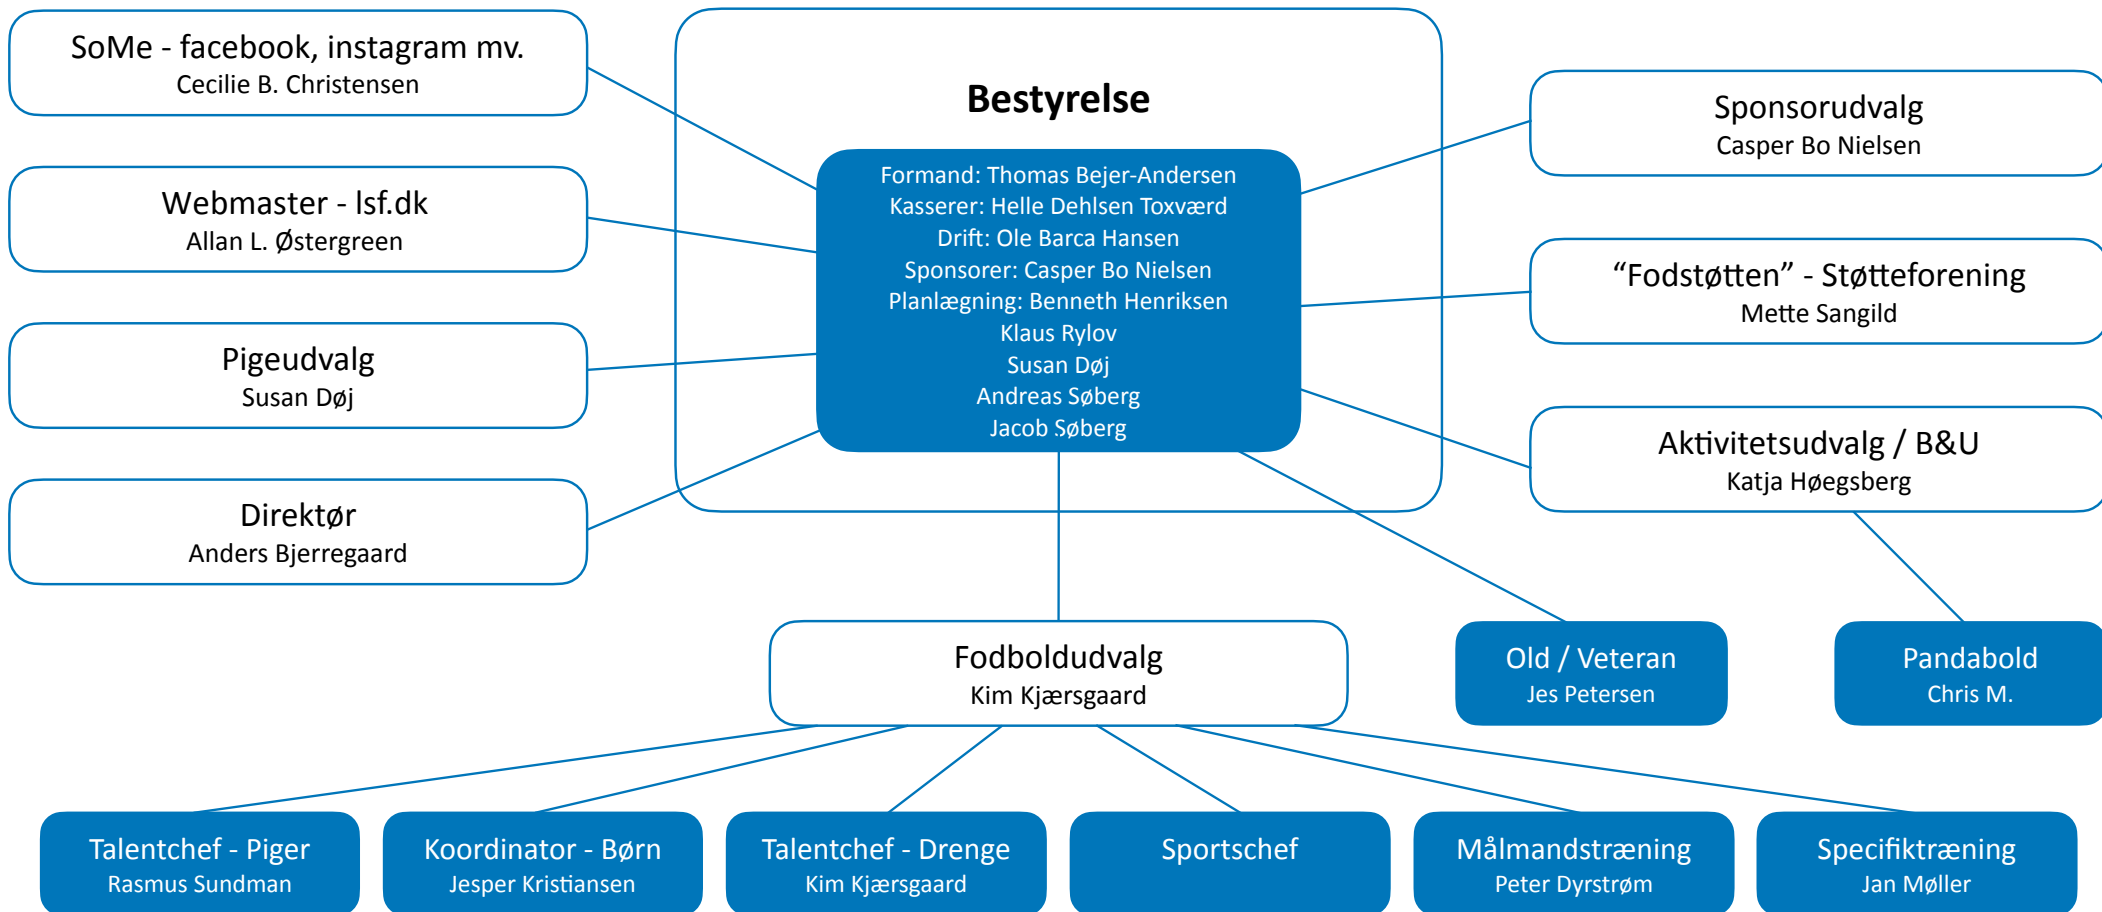 SoMe - facebook, instagram mv.
Cecilie B. Christensen
Webmaster - lsf.dk
Allan L. Østergreen
Pigeudvalg
Susan Døj
Direktør
Anders Bjerregaard
Bestyrelse
Formand: Thomas Bejer-Andersen
Kasserer: Helle Dehlsen Toxværd
Drift: Ole Barca Hansen
Sponsorer: Casper Bo Nielsen
Planlægning: Benneth Henriksen
Klaus Rylov
Susan Døj
Andreas Søberg
Jacob Søberg
Sponsorudvalg
Casper Bo Nielsen
“Fodstøtten” - Støtteforening
Mette Sangild
Aktivitetsudvalg / B&U
Katja Høegsberg
Fodboldudvalg
Kim Kjærsgaard
Old / Veteran
Jes Petersen
Pandabold
Chris M.
Talentchef - Piger
Rasmus Sundman
Koordinator - Børn
Jesper Kristiansen
Talentchef - Drenge
Kim Kjærsgaard
Sportschef
Målmandstræning
Peter Dyrstrøm
Specifiktræning
Jan Møller